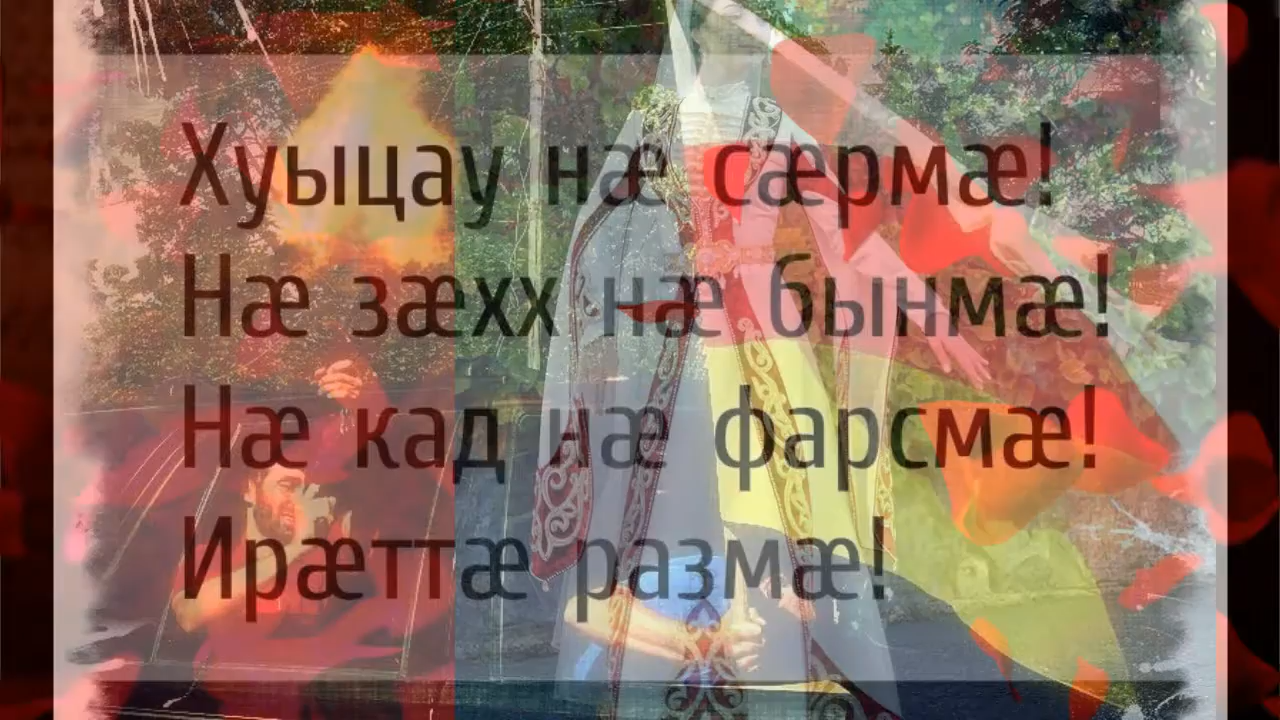 Хуыцау нæ сæрмæ!
Нæ зæхх нæ бынмæ!
Нæ кад нæ фарсмæ!
Ирæттæ размæ!